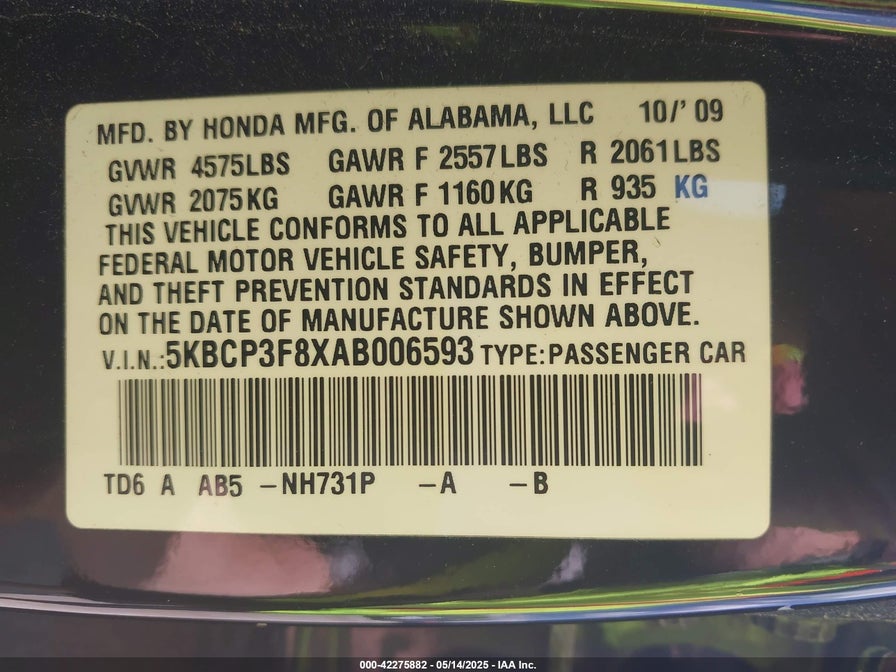 MFD. BY HONDA MFG. OF ALABAMA, LLC 10/'09
GVWR 4575LBS GAWR F 2557LBS R 2061LBS
GVWR 2075KG GAWR F 1160KG R 935 KG
THIS VEHICLE CONFORMS TO ALL APPLICABLE
FEDERAL MOTOR VEHICLE SAFETY, BUMPER,
AND THEFT PREVENTION STANDARDS IN EFFECT
ON THE DATE OF MANUFACTURE SHOWN ABOVE.
V.I.N.:5KBCP3F8XAB006593 TYPE:PASSENGER CAR
TD6 A AB5 -NH731P -A -B
000-42275882 - 05/14/2025 - IAA Inc.